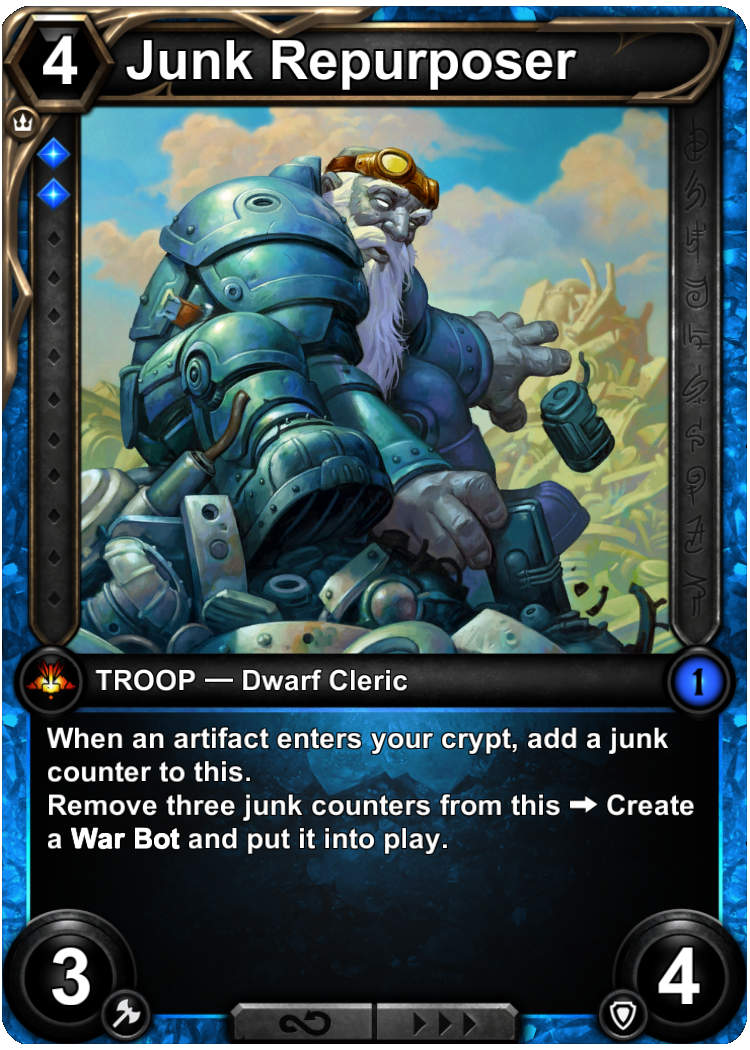 4
Junk Repurposer
TROOP — Dwarf Cleric
1
When an artifact enters your crypt, add a junk
counter to this.
Remove three junk counters from this ➞ Create
a War Bot and put it into play.
3
4